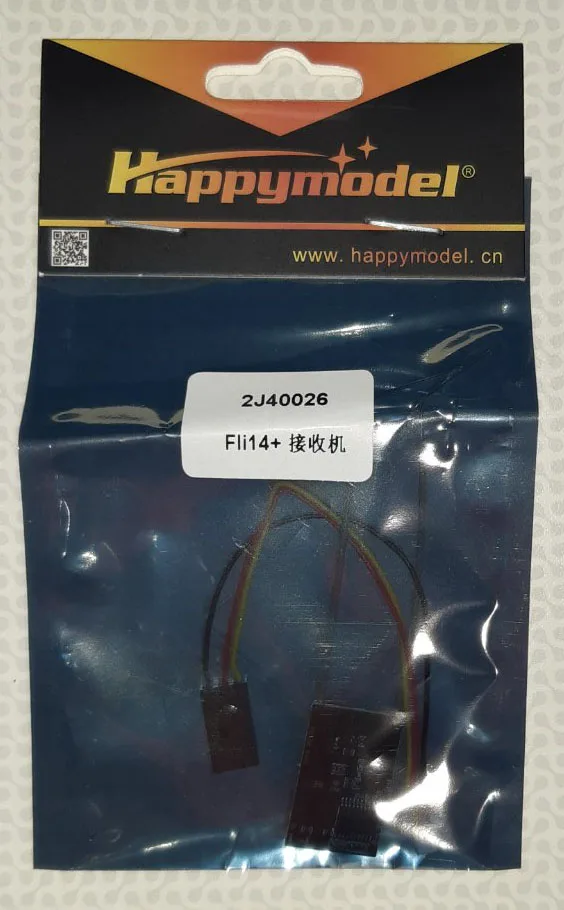 Happymodel®
www. happymodel. cn
2J40026
Fli14+ 接收机